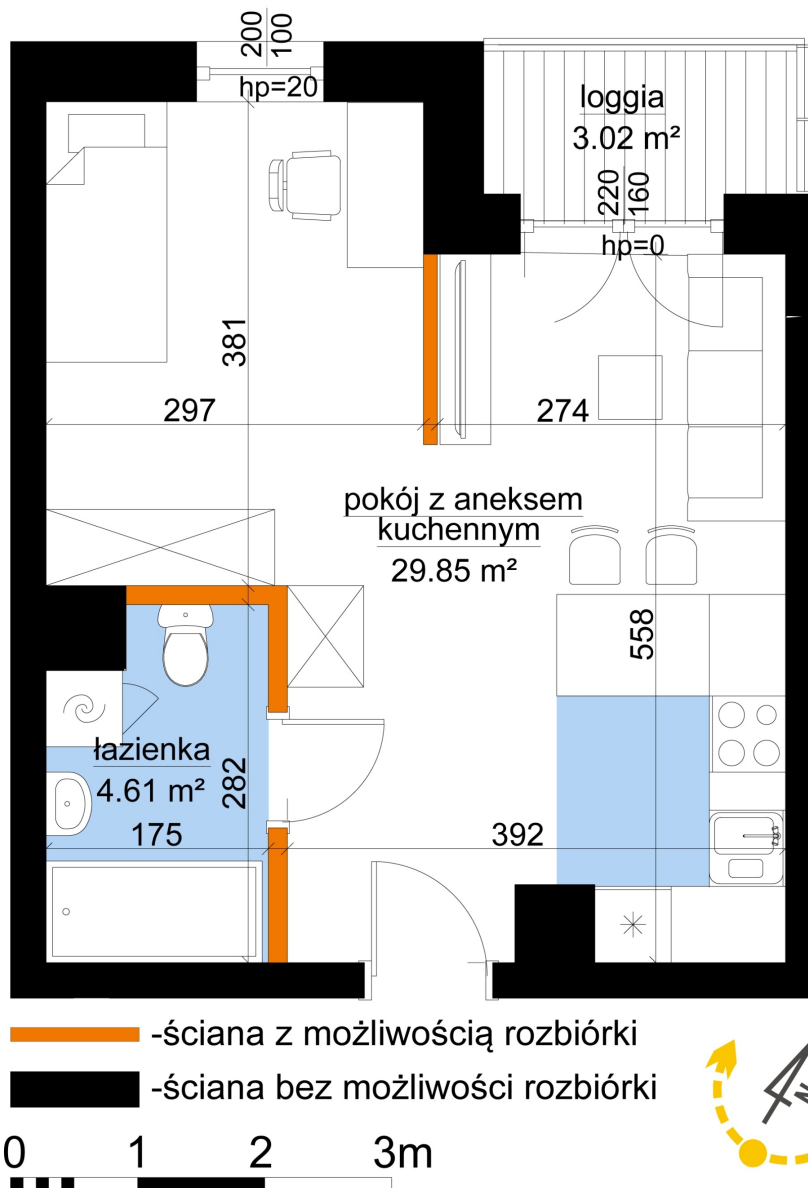 200
100
hp=20
loggia
3.02 m²
220
160
hp=0
381
297
274
pokój z aneksem
kuchennym
29.85 m²
558
łazienka
4.61 m²
282
175
392
-ściana z możliwością rozbiórki
-ściana bez możliwości rozbiórki
N
0 1 2 3m